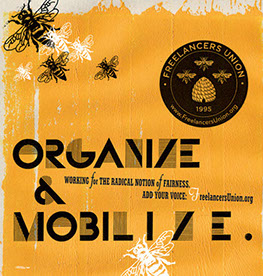 FREELANCERS UNION
1995
www.FreelancersUnion.org
ORGANIZE
&
WORKING for THE RADICAL NOTION of FAIRNESS.
ADD YOUR VOICE: FreelancersUnion.org
MOBILIZE.